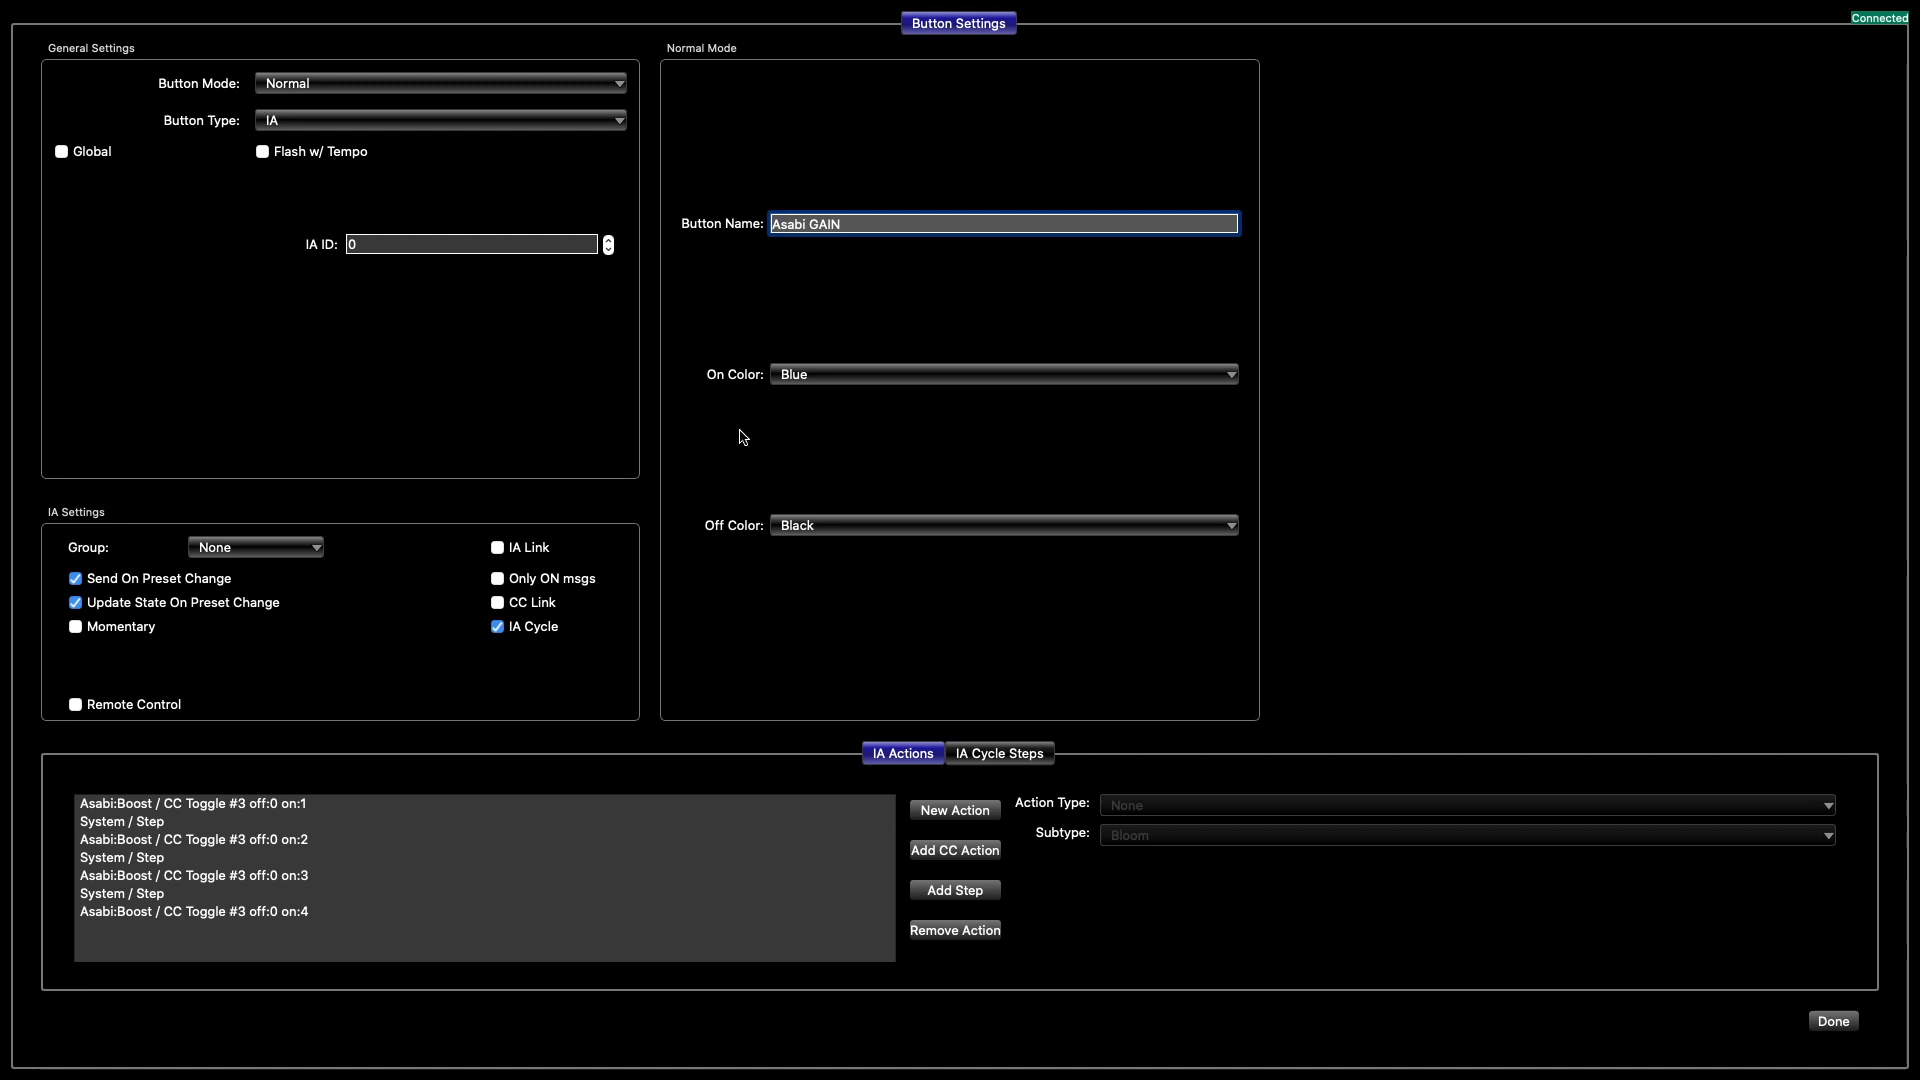 Button Settings
Connected
General Settings
Button Mode: Normal
Button Type: IA
Global
Flash w/ Tempo
IA ID: 0
Normal Mode
Button Name: Asabi GAIN
On Color: Blue
Off Color: Black
IA Settings
Group: None
IA Link
Send On Preset Change
Only ON msgs
Update State On Preset Change
CC Link
Momentary
IA Cycle
Remote Control
IA Actions
IA Cycle Steps
Asabi:Boost / CC Toggle #3 off:0 on:1
System / Step
Asabi:Boost / CC Toggle #3 off:0 on:2
System / Step
Asabi:Boost / CC Toggle #3 off:0 on:3
System / Step
Asabi:Boost / CC Toggle #3 off:0 on:4
New Action
Add CC Action
Add Step
Remove Action
Action Type: None
Subtype: Bloom
Done